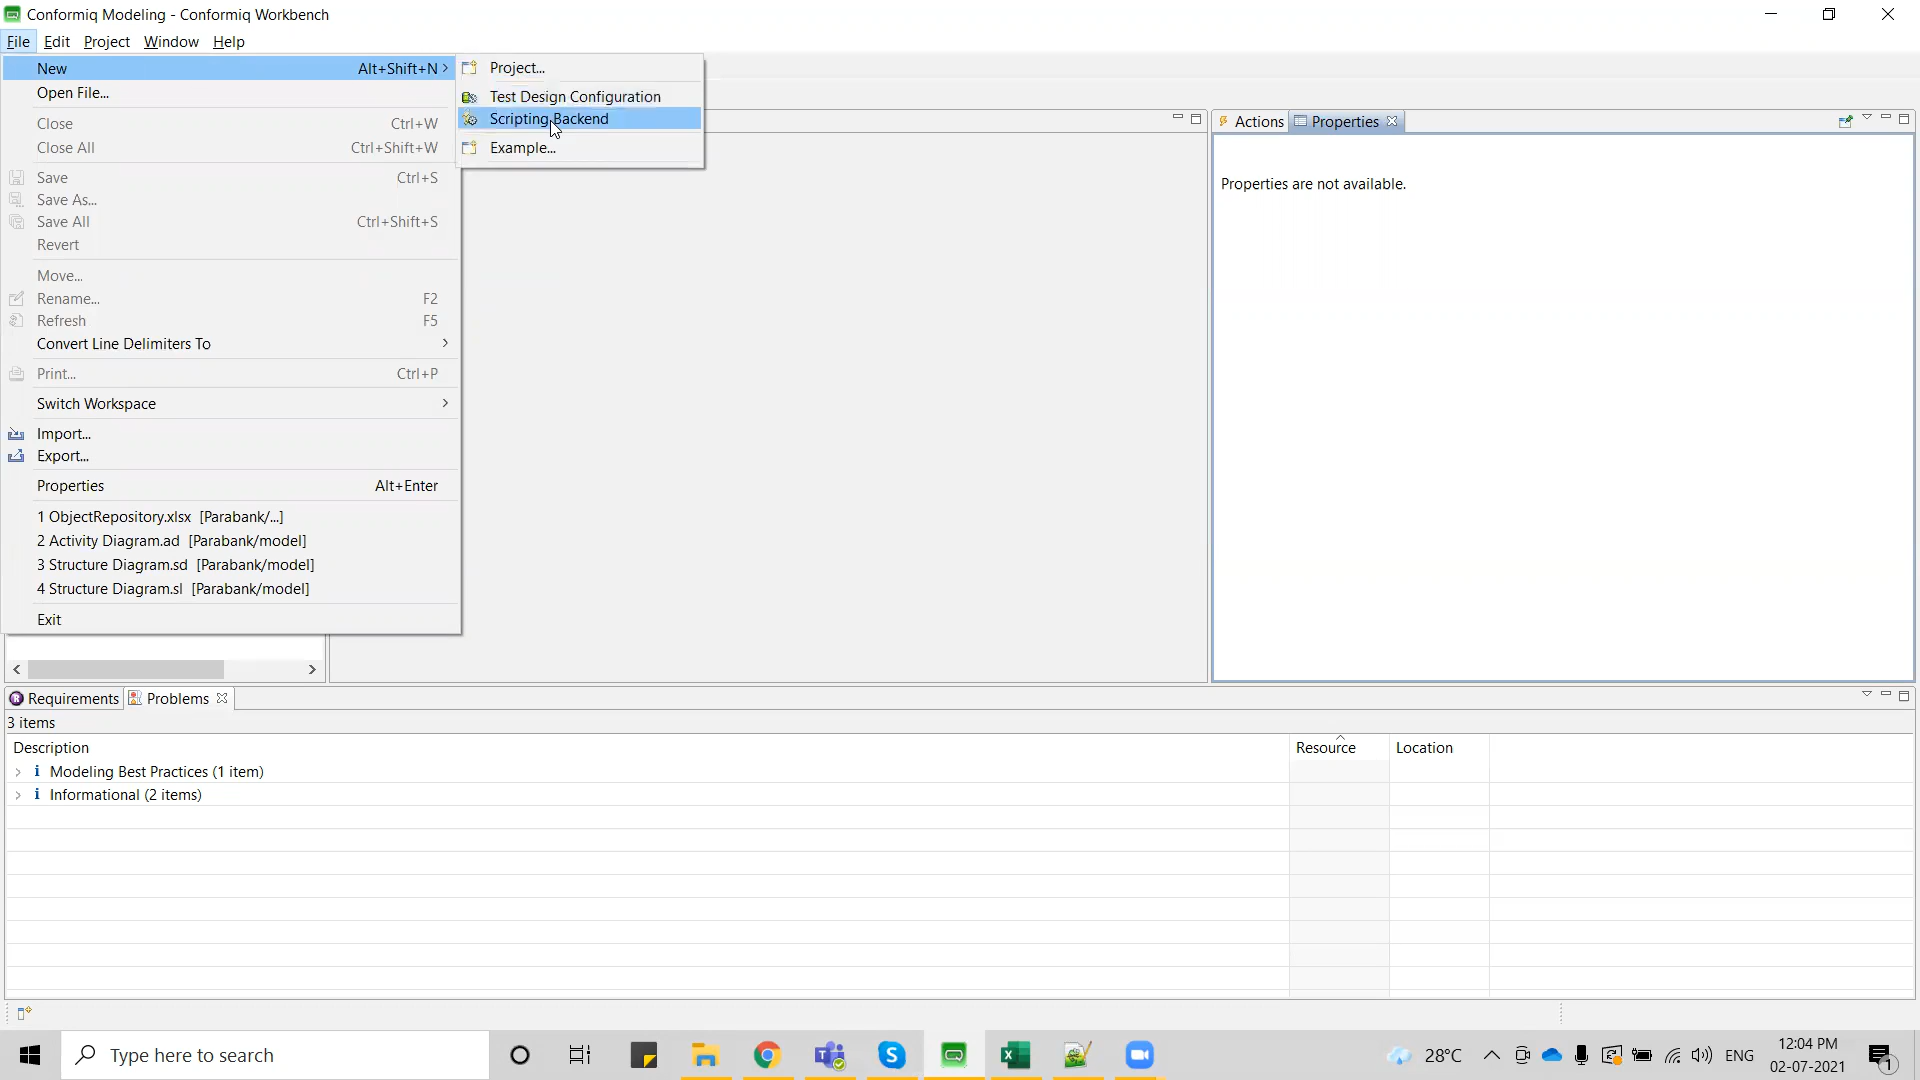 Conformiq Modeling - Conformiq Workbench
File Edit Project Window Help
New Alt+Shift+N
Open File...
Close Ctrl+W
Close All Ctrl+Shift+W
Save Ctrl+S
Save As...
Save All Ctrl+Shift+S
Revert
Move...
Rename... F2
Refresh F5
Convert Line Delimiters To
Print... Ctrl+P
Switch Workspace
Import...
Export...
Properties Alt+Enter
1 ObjectRepository.xlsx [Parabank/...]
2 Activity Diagram.ad [Parabank/model]
3 Structure Diagram.sd [Parabank/model]
4 Structure Diagram.sl [Parabank/model]
Exit
Project...
Test Design Configuration
Scripting Backend
Example...
Actions Properties
Properties are not available.
Requirements Problems
3 items
Description Resource Location
Modeling Best Practices (1 item)
Informational (2 items)
Type here to search
28°C
ENG
12:04 PM
02-07-2021
1